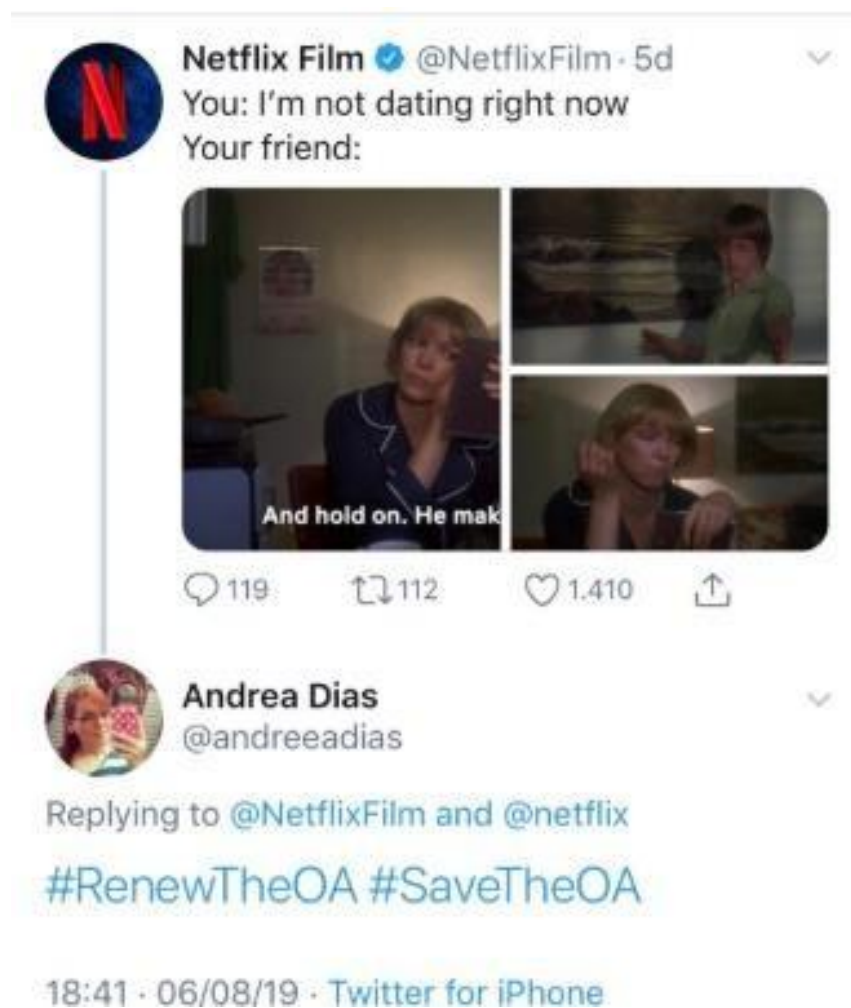 Netflix Film @NetflixFilm · 5d
You: I'm not dating right now
Your friend:
And hold on. He mak
119 112 1.410
Andrea Dias
@andreeadias
Replying to @NetflixFilm and @netflix
#RenewTheOA #SaveTheOA
18:41 · 06/08/19 · Twitter for iPhone